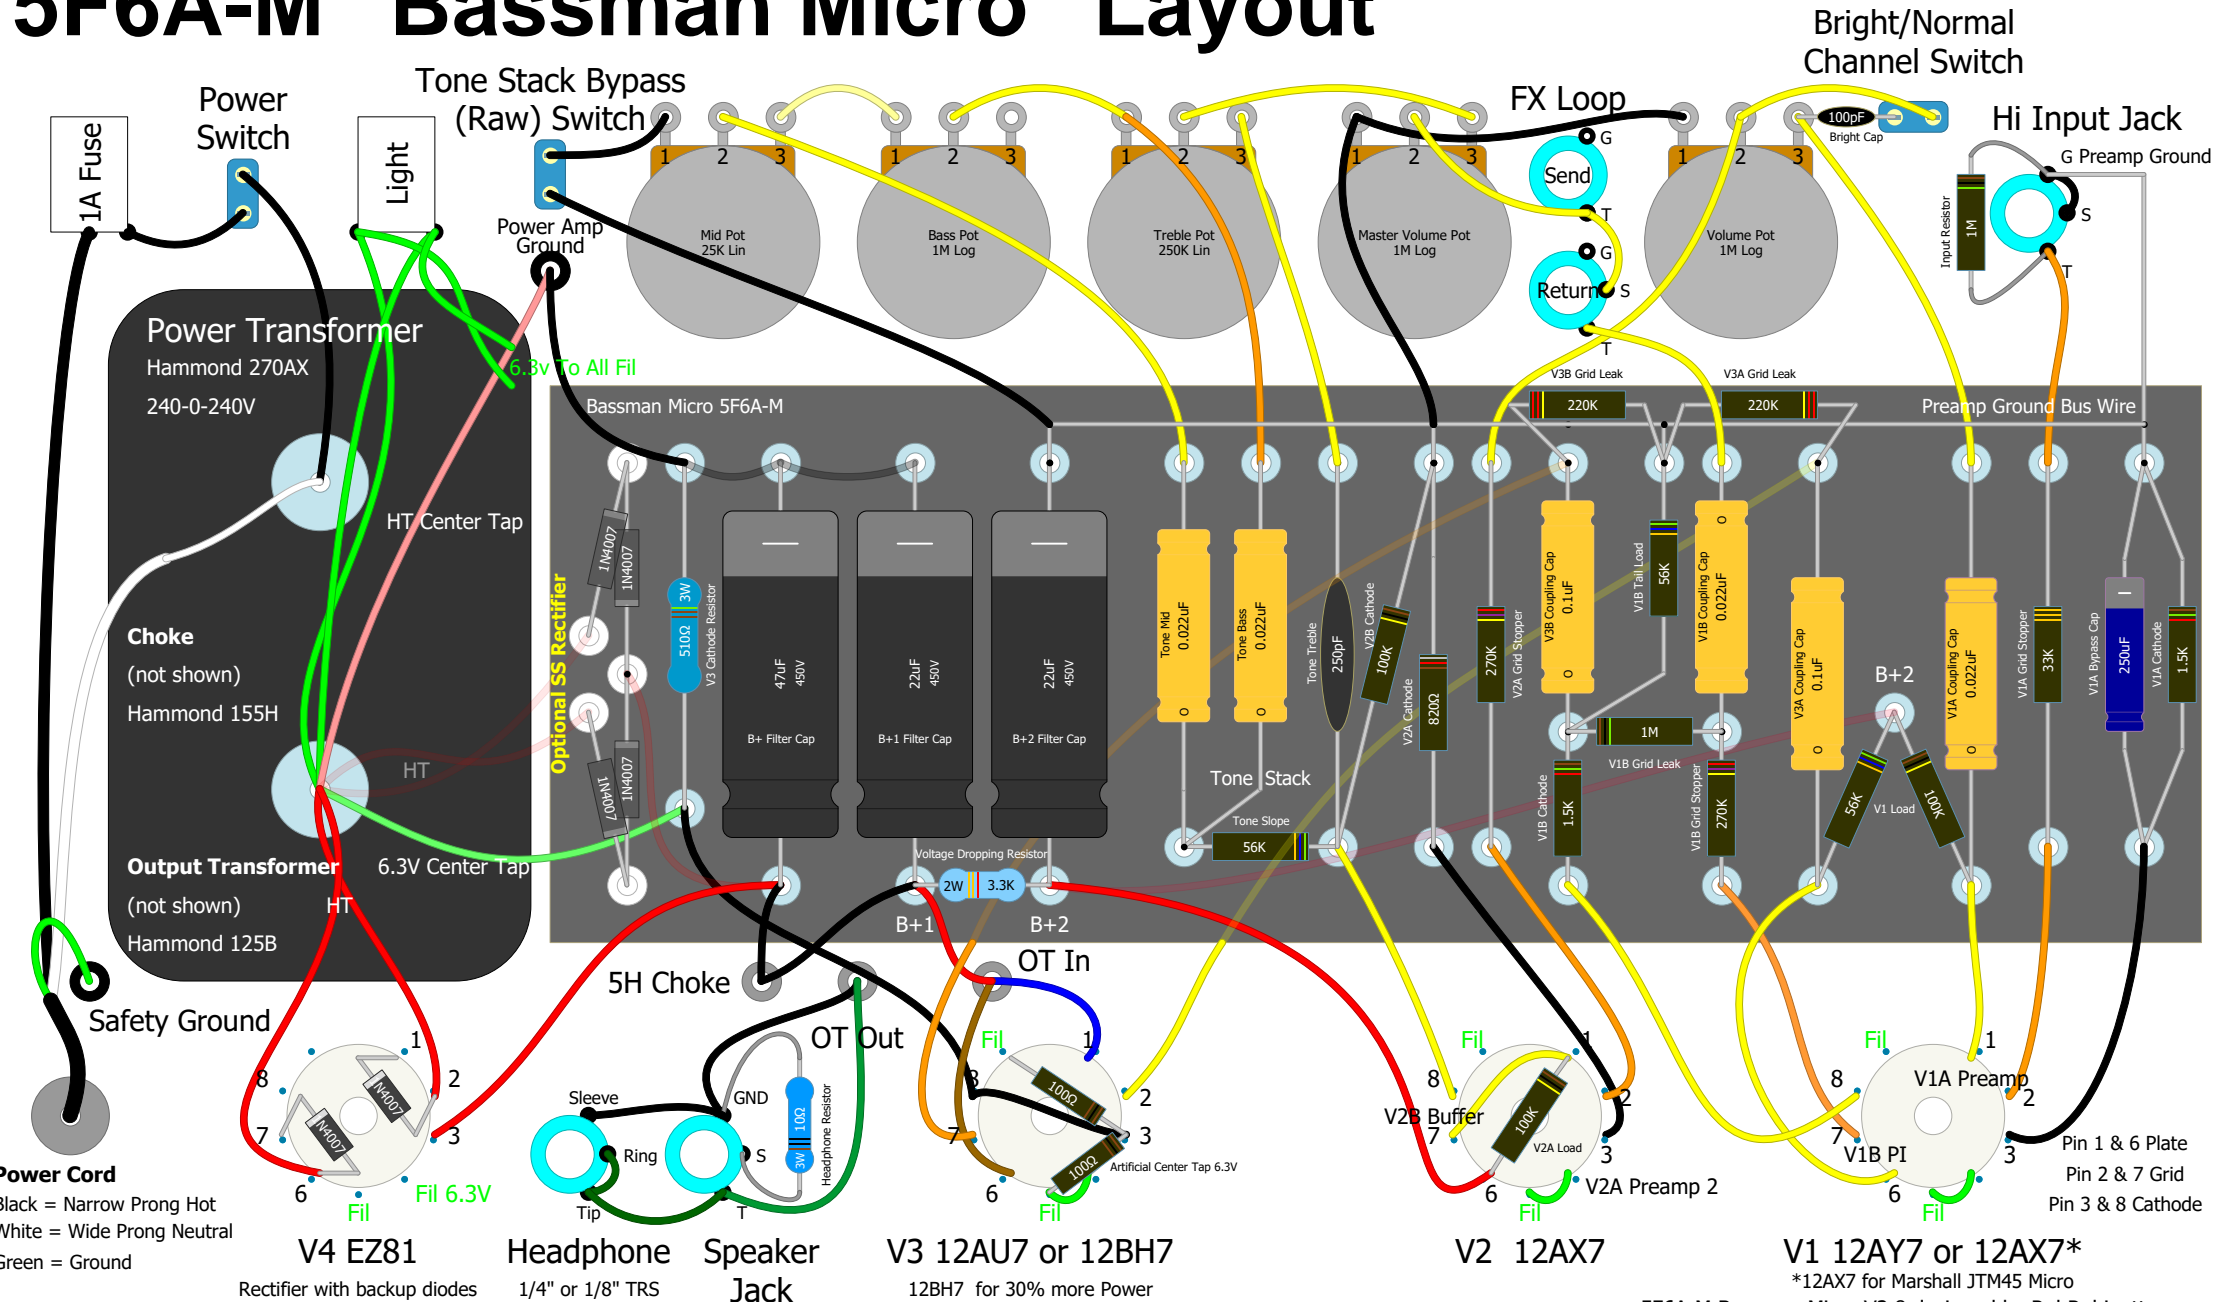 5F6A-M "Bassman Micro" Layout
Bright/Normal
Channel Switch
Power
Switch
Tone Stack Bypass
(Raw) Switch
FX Loop
Hi Input Jack
1A Fuse
Light
100pF
Bright Cap
G Preamp Ground
G
Send
T
G
Return
S
T
S
T
Input Resistor
1M
1 2 3
1 2 3
1 2 3
1 2 3
1 2 3
Power Amp
Ground
Mid Pot
25K Lin
Bass Pot
1M Log
Treble Pot
250K Lin
Master Volume Pot
1M Log
Volume Pot
1M Log
Power Transformer
Hammond 270AX
240-0-240V
6.3v To All Fil
HT Center Tap
Choke
(not shown)
Hammond 155H
HT
Output Transformer
(not shown)
Hammond 125B
6.3V Center Tap
HT
Bassman Micro 5F6A-M
V3B Grid Leak
220K
V3A Grid Leak
220K
Preamp Ground Bus Wire
Optional SS Rectifier
1N4007
1N4007
1N4007
1N4007
3W
510Ω
V3 Cathode Resistor
47uF
450V
B+ Filter Cap
22uF
450V
B+1 Filter Cap
22uF
450V
B+2 Filter Cap
Tone Mid
0.022uF
O
Tone Bass
0.022uF
O
Tone Treble
250pF
V2B Cathode
100K
V2A Cathode
820Ω
270K
V2A Grid Stopper
V3B Coupling Cap
0.1uF
O
V1B Tail Load
56K
V1B Coupling Cap
0.022uF
O
V3A Coupling Cap
0.1uF
O
B+2
V1A Coupling Cap
0.022uF
O
V1A Grid Stopper
33K
V1A Bypass Cap
250uF
V1A Cathode
1.5K
1M
V1B Grid Leak
V1B Cathode
1.5K
V1B Grid Stopper
270K
56K
V1 Load
100K
Tone Stack
Tone Slope
56K
Voltage Dropping Resistor
2W 3.3K
B+1
B+2
5H Choke
OT In
OT Out
Safety Ground
Power Cord
Black = Narrow Prong Hot
White = Wide Prong Neutral
Green = Ground
1
2
3
6
7
8
N4007
N4007
Fil
Fil 6.3V
V4 EZ81
Rectifier with backup diodes
Sleeve
Ring
Tip
Headphone
1/4" or 1/8" TRS
GND
S
T
10Ω
3W
Headphone Resistor
Speaker
Jack
Fil
1
2
3
6
7
8
100Ω
100Ω
Artificial Center Tap 6.3V
Fil
V3 12AU7 or 12BH7
12BH7 for 30% more Power
Fil
1
2
3
6
7
8
V2B Buffer
100K
V2A Load
V2A Preamp 2
Fil
V2 12AX7
Fil
1
2
3
6
7
8
V1A Preamp
V1B PI
Fil
Pin 1 & 6 Plate
Pin 2 & 7 Grid
Pin 3 & 8 Cathode
V1 12AY7 or 12AX7*
*12AX7 for Marshall JTM45 Micro